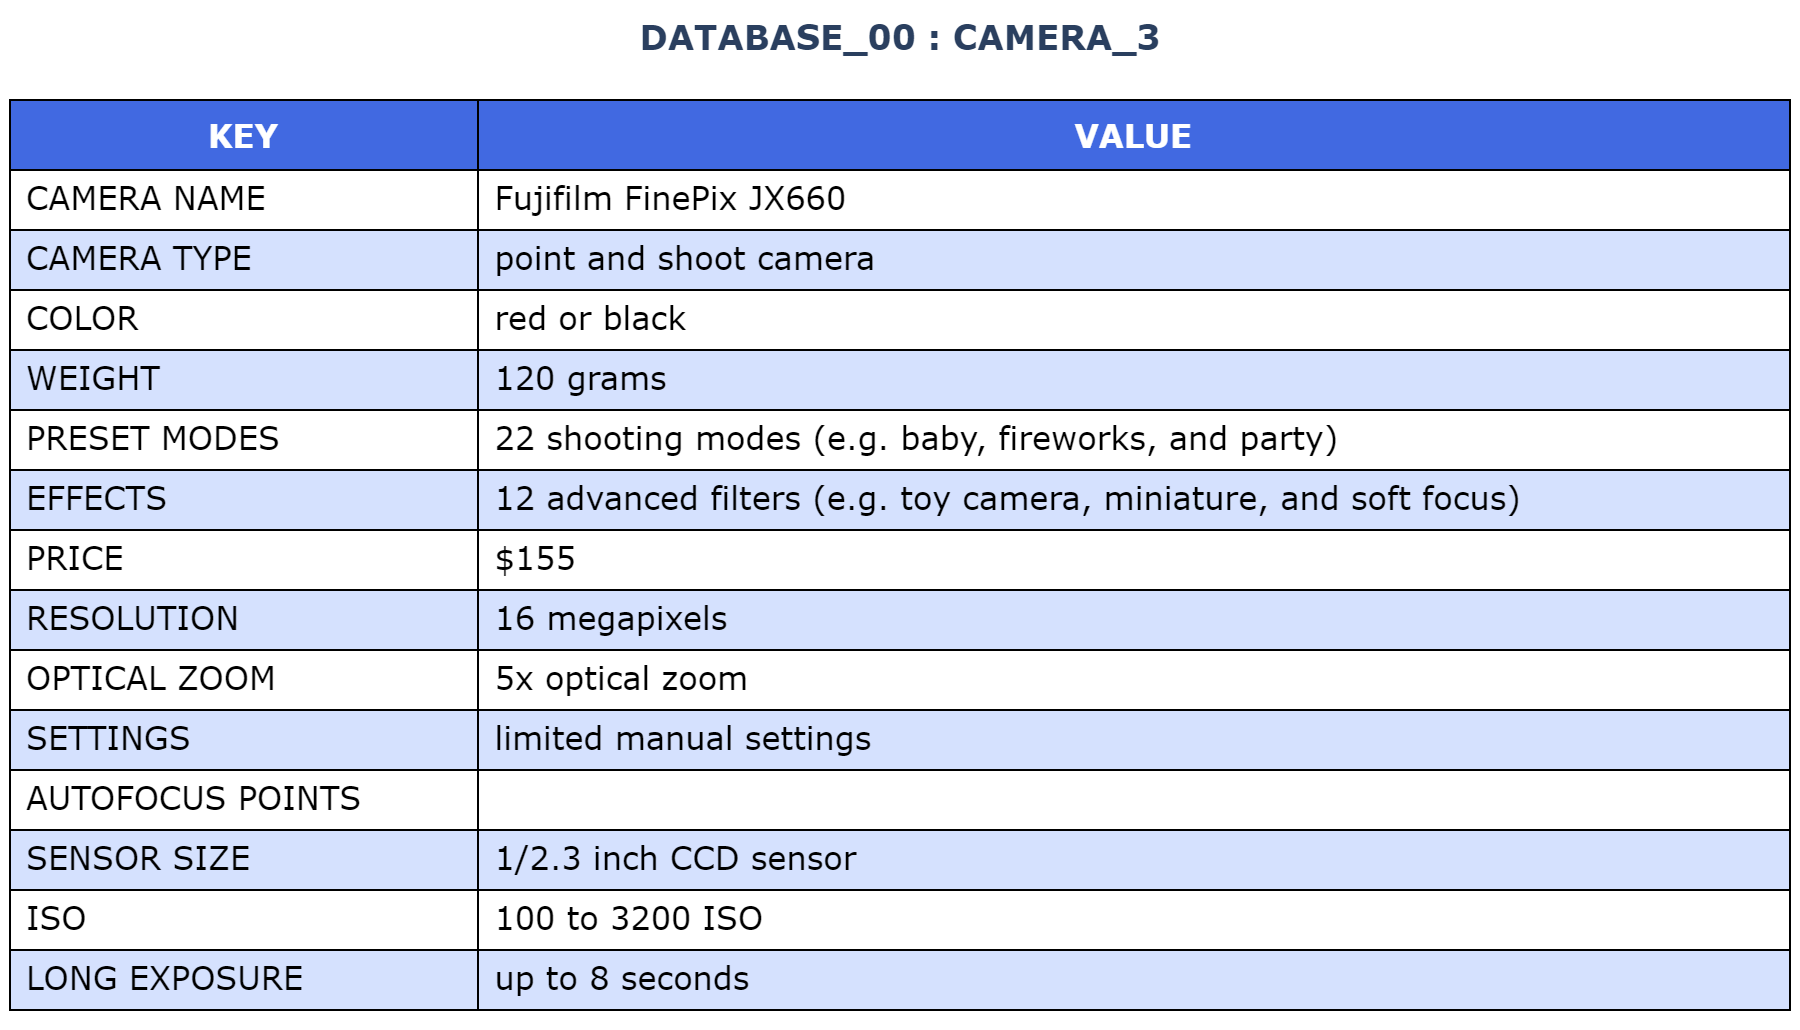 DATABASE_00 : CAMERA_3
KEY VALUE
CAMERA NAME Fujifilm FinePix JX660
CAMERA TYPE point and shoot camera
COLOR red or black
WEIGHT 120 grams
PRESET MODES 22 shooting modes (e.g. baby, fireworks, and party)
EFFECTS 12 advanced filters (e.g. toy camera, miniature, and soft focus)
PRICE $155
RESOLUTION 16 megapixels
OPTICAL ZOOM 5x optical zoom
SETTINGS limited manual settings
AUTOFOCUS POINTS
SENSOR SIZE 1/2.3 inch CCD sensor
ISO 100 to 3200 ISO
LONG EXPOSURE up to 8 seconds